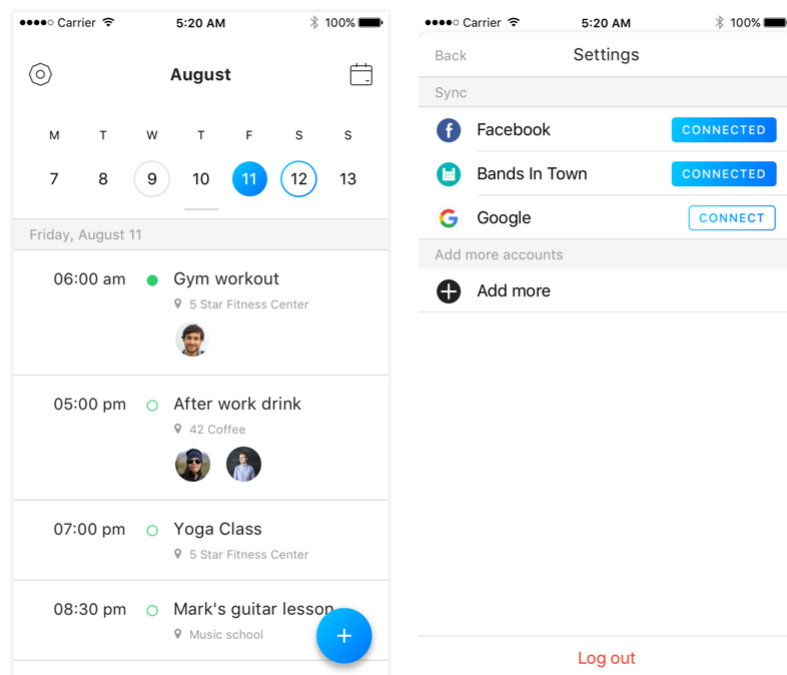 Carrier 5:20 AM 100%
August
M T W T F S S
7 8 9 10 11 12 13
Friday, August 11
06:00 am Gym workout
5 Star Fitness Center
05:00 pm After work drink
42 Coffee
07:00 pm Yoga Class
5 Star Fitness Center
08:30 pm Mark's guitar lesson
Music school
+
Carrier 5:20 AM 100%
Back Settings
Sync
Facebook CONNECTED
Bands In Town CONNECTED
Google CONNECT
Add more accounts
Add more
Log out